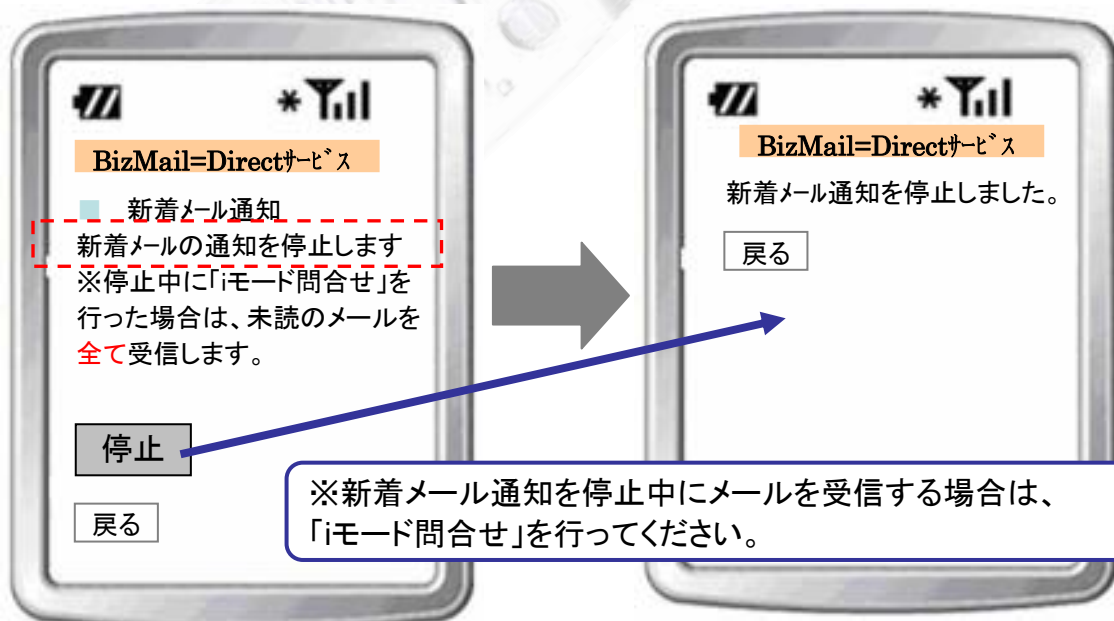 BizMail=Directｻｰﾋﾞｽ
■ 新着ﾒｰﾙ通知
新着ﾒｰﾙの通知を停止します
※停止中に｢iモード問合せ｣を
行った場合は、未読のメールを
全て受信します。
停止
戻る
BizMail=Directｻｰﾋﾞｽ
新着ﾒｰﾙ通知を停止しました。
戻る
※新着メール通知を停止中にメールを受信する場合は、
｢iモード問合せ｣を行ってください。